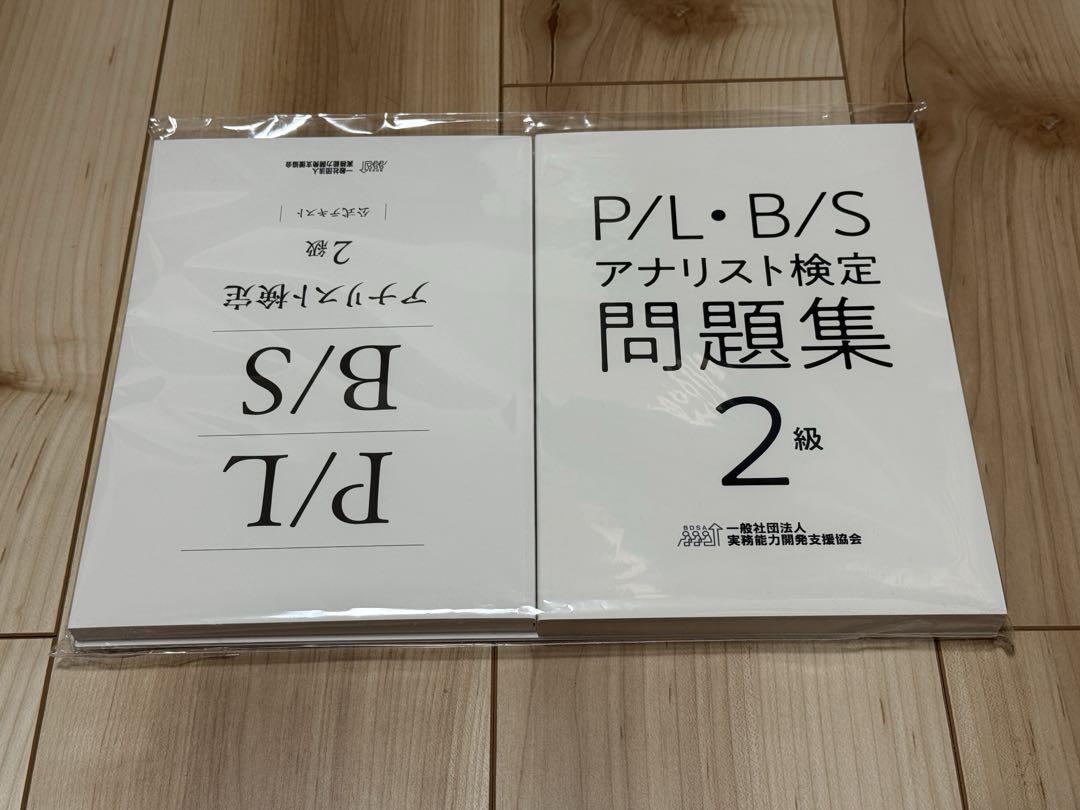 P/L
B/S
アナリスト検定
2級
公式テキスト
一般社団法人
実務能力開発支援協会
P/L・B/S
アナリスト検定
問題集
2級
BDSA
一般社団法人
実務能力開発支援協会